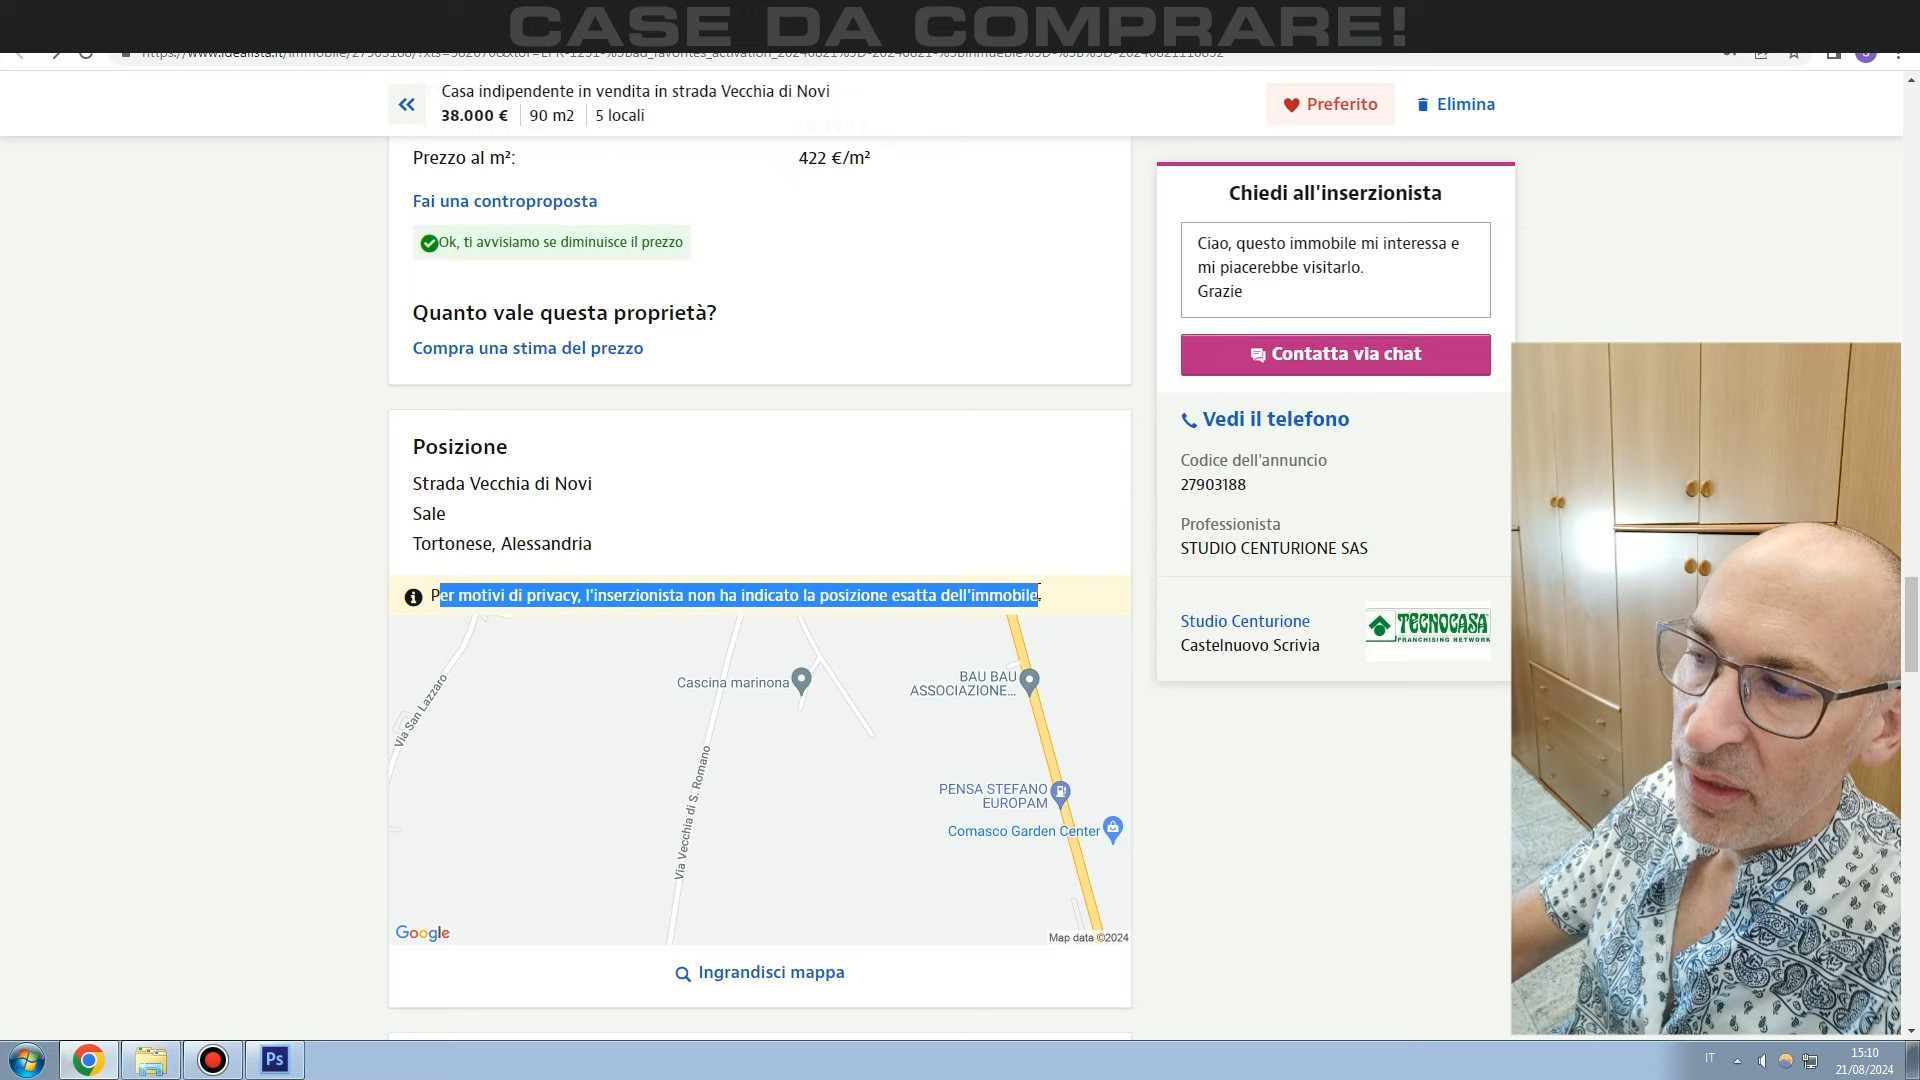 CASE DA COMPRARE!
Casa indipendente in vendita in strada Vecchia di Novi
38.000 € 90 m2 5 locali
Preferito
Elimina
Prezzo al m²: 422 €/m²
Fai una controproposta
Ok, ti avvisiamo se diminuisce il prezzo
Quanto vale questa proprietà?
Compra una stima del prezzo
Posizione
Strada Vecchia di Novi
Sale
Tortonese, Alessandria
Per motivi di privacy, l'inserzionista non ha indicato la posizione esatta dell'immobile.
Via San Lazzaro
Cascina marinona
BAU BAU
ASSOCIAZIONE...
Via Vecchia di S. Romano
PENSA STEFANO
EUROPAM
Comasco Garden Center
Google
Map data ©2024
Ingrandisci mappa
Chiedi all'inserzionista
Ciao, questo immobile mi interessa e
mi piacerebbe visitarlo.
Grazie
Contatta via chat
Vedi il telefono
Codice dell'annuncio
27903188
Professionista
STUDIO CENTURIONE SAS
Studio Centurione
Castelnuovo Scrivia
TECNOCASA
FRANCHISING NETWORK
Ps
IT
15:10
21/08/2024